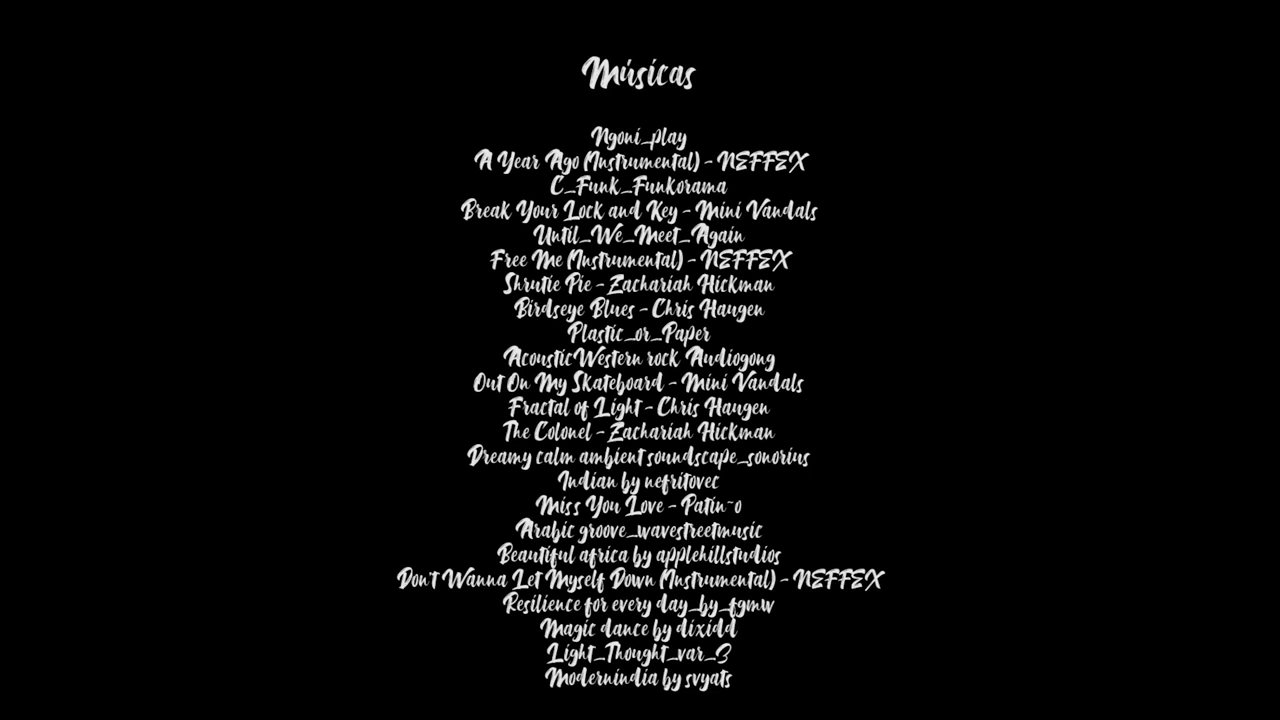 Músicas
Ngoni_play
A Year Ago (Instrumental) - NEFFEX
C_Funk_Funkorama
Break Your Lock and Key - Mini Vandals
Until_We_Meet_Again
Free Me (Instrumental) - NEFFEX
Shrutie Pie - Zachariah Hickman
Birdseye Blues - Chris Haugen
Plastic_or_Paper
AcousticWestern rock Audiogong
Out On My Skateboard - Mini Vandals
Fractal of Light - Chris Haugen
The Colonel - Zachariah Hickman
Dreamy calm ambient soundscape_sonorius
Indian by nefritovec
Miss You Love - Patin~o
Arabic groove_wavestreetmusic
Beautiful africa by applehillstudios
Don't Wanna Let Myself Down (Instrumental) - NEFFEX
Resilience for every day_by_fgmw
Magic dance by dixidd
Light_Thought_var_3
Modernindia by svyats